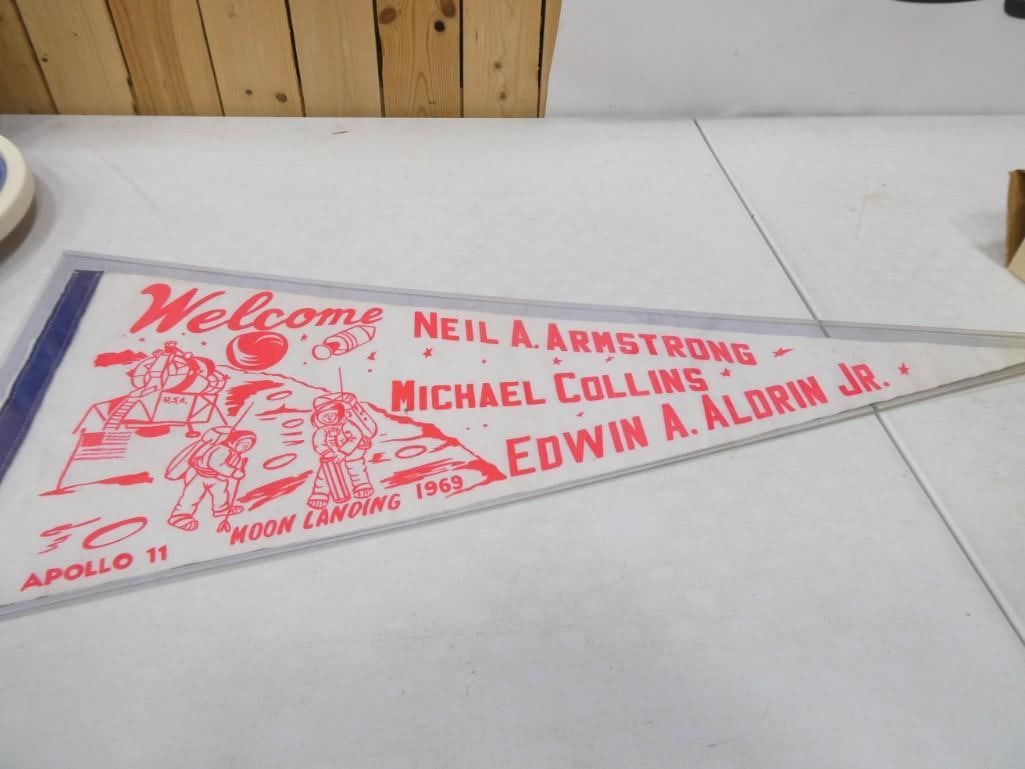 Welcome
NEIL A. ARMSTRONG
MICHAEL COLLINS
EDWIN A. ALDRIN JR.
U.S.A.
MOON LANDING 1969
APOLLO 11